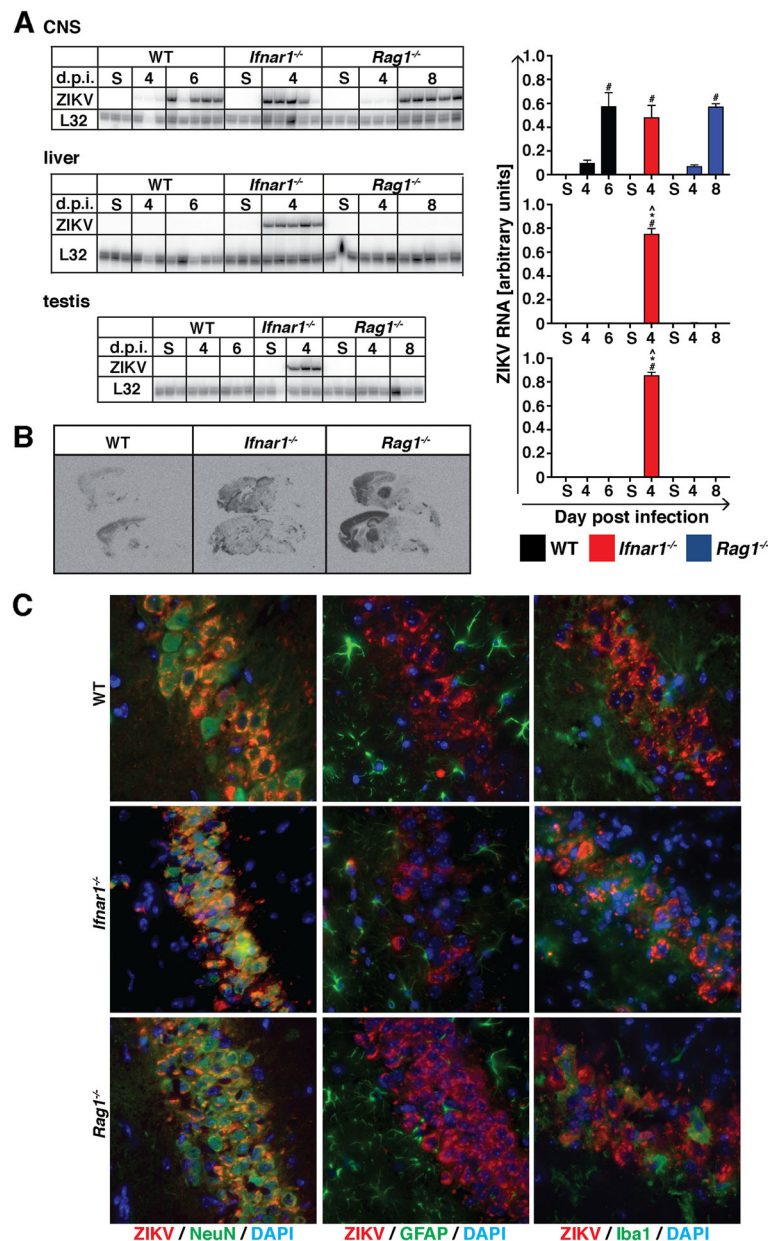 A CNS
WT Ifnar1-/- Rag1-/-
d.p.i. S 4 6 S 4 S 4 8
ZIKV
L32
liver
WT Ifnar1-/- Rag1-/-
d.p.i. S 4 6 S 4 S 4 8
ZIKV
L32
testis
WT Ifnar1-/- Rag1-/-
d.p.i. S 4 6 S 4 S 4 8
ZIKV
L32
ZIKV RNA [arbitrary units]
1.0
0.8
0.6
0.4
0.2
0
# # #
S 4 6 S 4 S 4 8
1.0
0.8
0.6
0.4
0.2
0
^
*
#
S 4 6 S 4 S 4 8
1.0
0.8
0.6
0.4
0.2
0
^
*
#
S 4 6 S 4 S 4 8
Day post infection
WT Ifnar1-/- Rag1-/-
B
WT Ifnar1-/- Rag1-/-
C
WT
Ifnar1-/-
Rag1-/-
ZIKV / NeuN / DAPI ZIKV / GFAP / DAPI ZIKV / Iba1 / DAPI